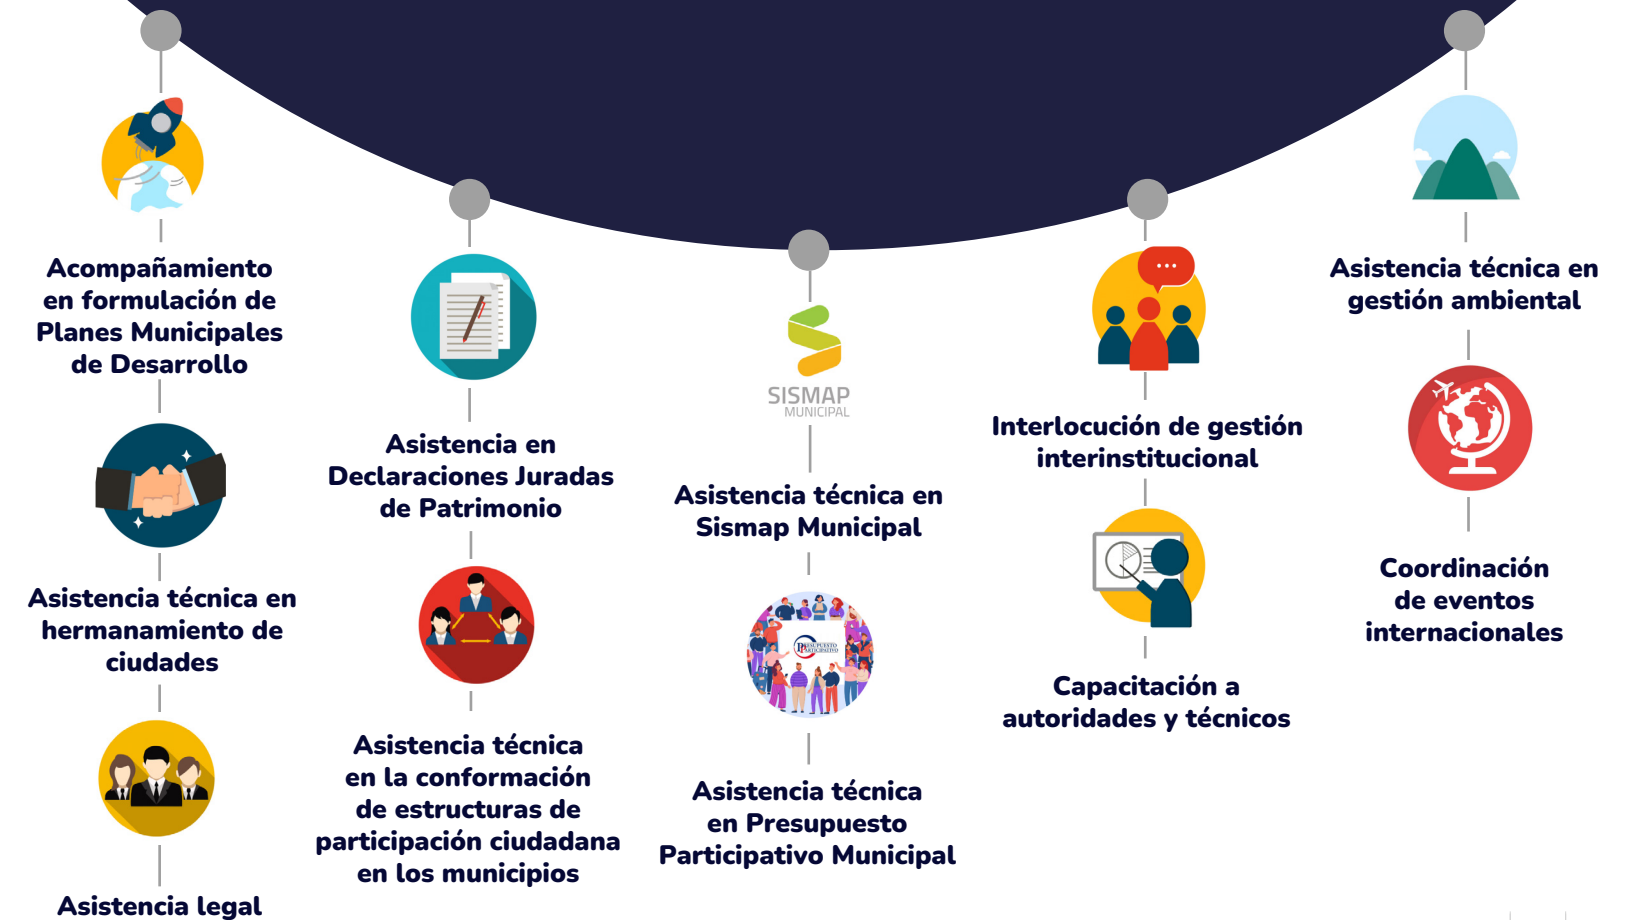 Acompañamiento
en formulación de
Planes Municipales
de Desarrollo
Asistencia técnica en
hermanamiento de
ciudades
Asistencia legal
Asistencia en
Declaraciones Juradas
de Patrimonio
Asistencia técnica
en la conformación
de estructuras de
participación ciudadana
en los municipios
SISMAP
MUNICIPAL
Asistencia técnica en
Sismap Municipal
PRESUPUESTO
PARTICIPATIVO
Asistencia técnica
en Presupuesto
Participativo Municipal
Interlocución de gestión
interinstitucional
Capacitación a
autoridades y técnicos
Asistencia técnica en
gestión ambiental
Coordinación
de eventos
internacionales